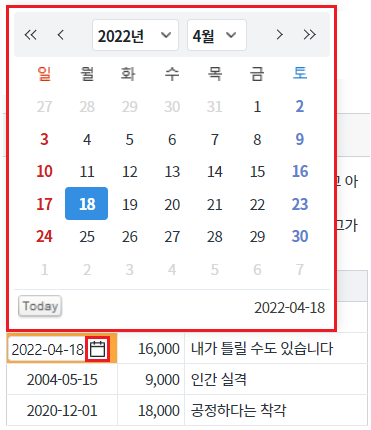 2022년 4월
일 월 화 수 목 금 토
27 28 29 30 31 1 2
3 4 5 6 7 8 9
10 11 12 13 14 15 16
고 아
17 18 19 20 21 22 23
그가
24 25 26 27 28 29 30
1 2 3 4 5 6 7
Today 2022-04-18
2022-04-18 16,000 내가 틀릴 수도 있습니다
2004-05-15 9,000 인간 실격
2020-12-01 18,000 공정하다는 착각